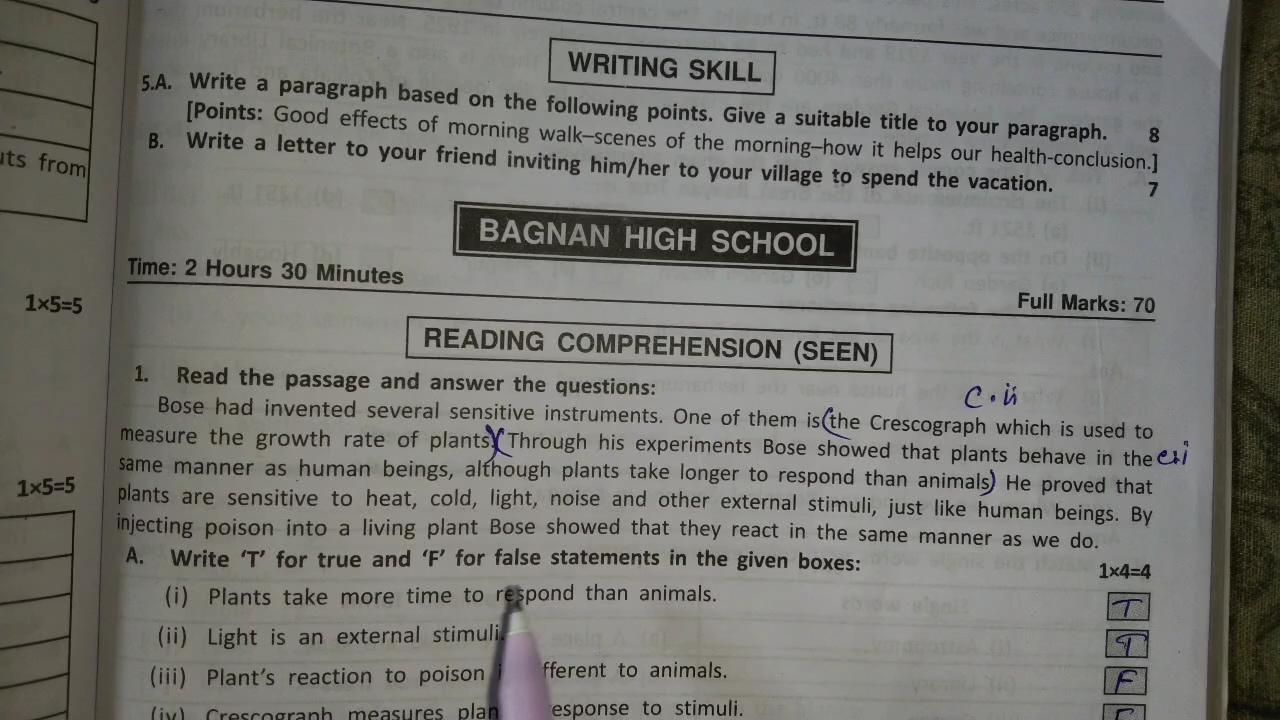 WRITING SKILL
5.A. Write a paragraph based on the following points. Give a suitable title to your paragraph. 8
[Points: Good effects of morning walk–scenes of the morning–how it helps our health-conclusion.]
B. Write a letter to your friend inviting him/her to your village to spend the vacation. 7
uts from
BAGNAN HIGH SCHOOL
Time: 2 Hours 30 Minutes
Full Marks: 70
1×5=5
READING COMPREHENSION (SEEN)
1. Read the passage and answer the questions:
C. ii
Bose had invented several sensitive instruments. One of them is (the Crescograph which is used to
measure the growth rate of plants.) (Through his experiments Bose showed that plants behave in the
same manner as human beings, although plants take longer to respond than animals) He proved that
plants are sensitive to heat, cold, light, noise and other external stimuli, just like human beings. By
injecting poison into a living plant Bose showed that they react in the same manner as we do.
1×5=5
A. Write 'T' for true and 'F' for false statements in the given boxes: 1×4=4
(i) Plants take more time to respond than animals. T
(ii) Light is an external stimuli. T
(iii) Plant's reaction to poison fferent to animals. F
(iv) Crescograph measures plan esponse to stimuli.